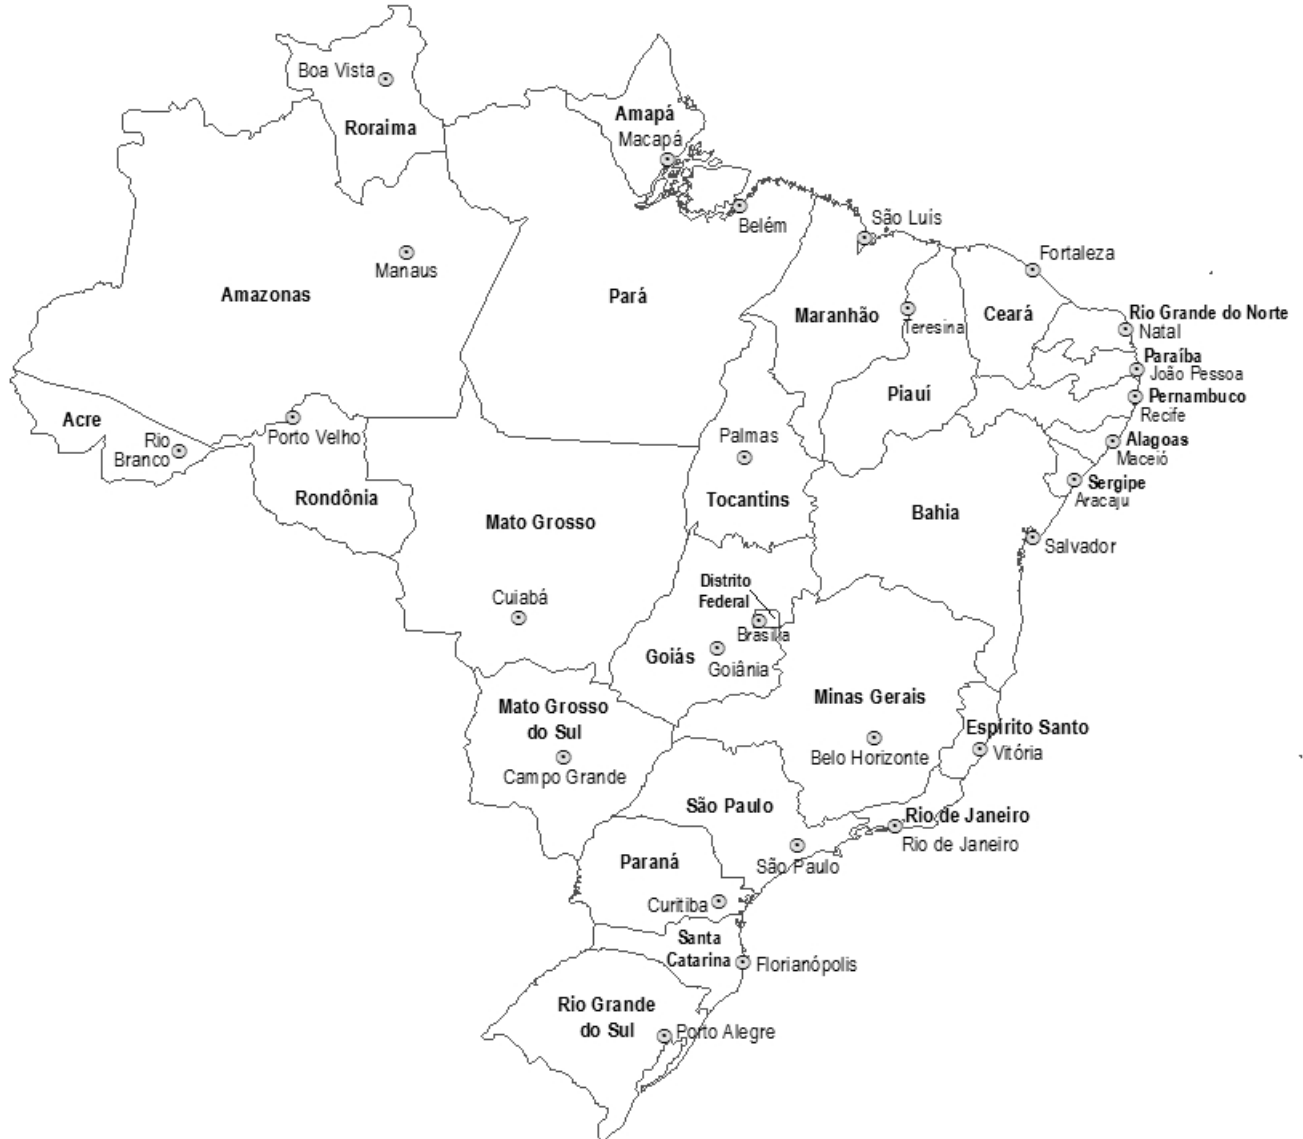 Boa Vista
Roraima
Amapá
Macapá
Belém
São Luis
Fortaleza
Manaus
Amazonas
Pará
Maranhão
Teresina
Ceará
Rio Grande do Norte
Natal
Paraíba
João Pessoa
Piauí
Pernambuco
Recife
Acre
Rio
Branco
Porto Velho
Rondônia
Palmas
Tocantins
Alagoas
Maceió
Sergipe
Aracaju
Bahia
Salvador
Mato Grosso
Cuiabá
Distrito
Federal
Brasília
Goiás
Goiânia
Mato Grosso
do Sul
Campo Grande
Minas Gerais
Belo Horizonte
Espírito Santo
Vitória
São Paulo
São Paulo
Rio de Janeiro
Rio de Janeiro
Paraná
Curitiba
Santa
Catarina
Florianópolis
Rio Grande
do Sul
Porto Alegre